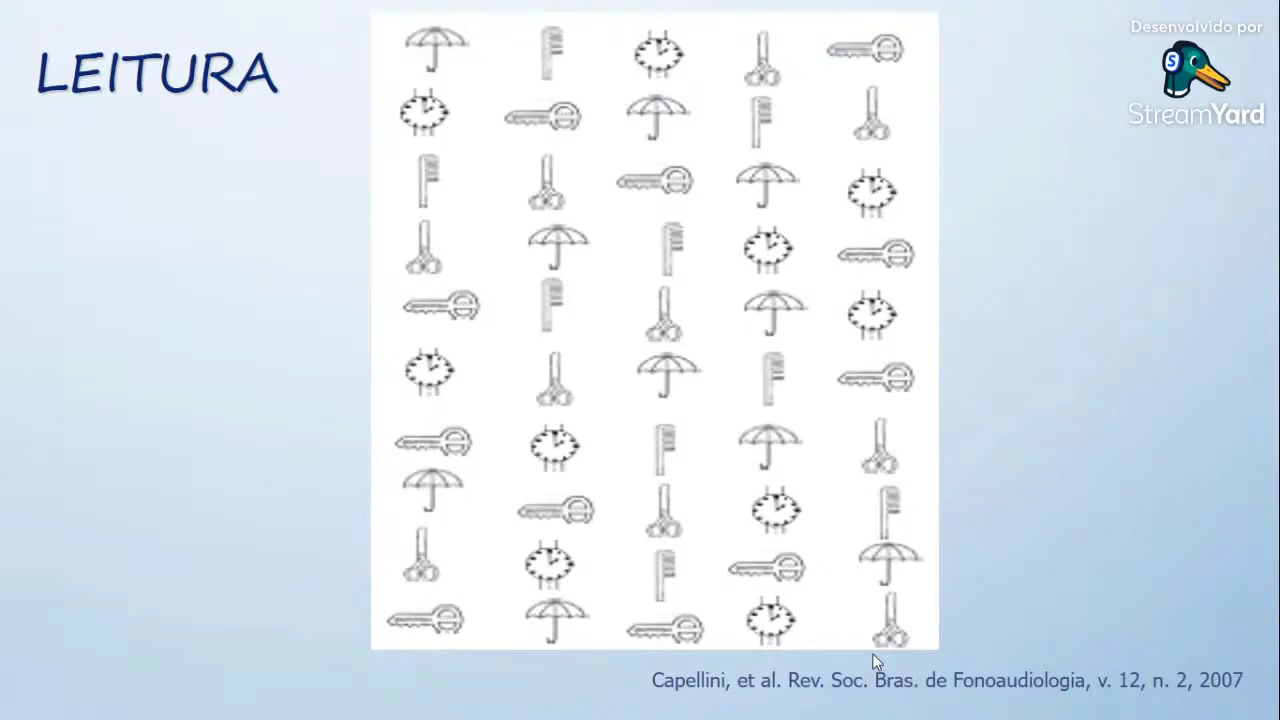 LEITURA
Desenvolvido por
S
StreamYard
Capellini, et al. Rev. Soc. Bras. de Fonoaudiologia, v. 12, n. 2, 2007